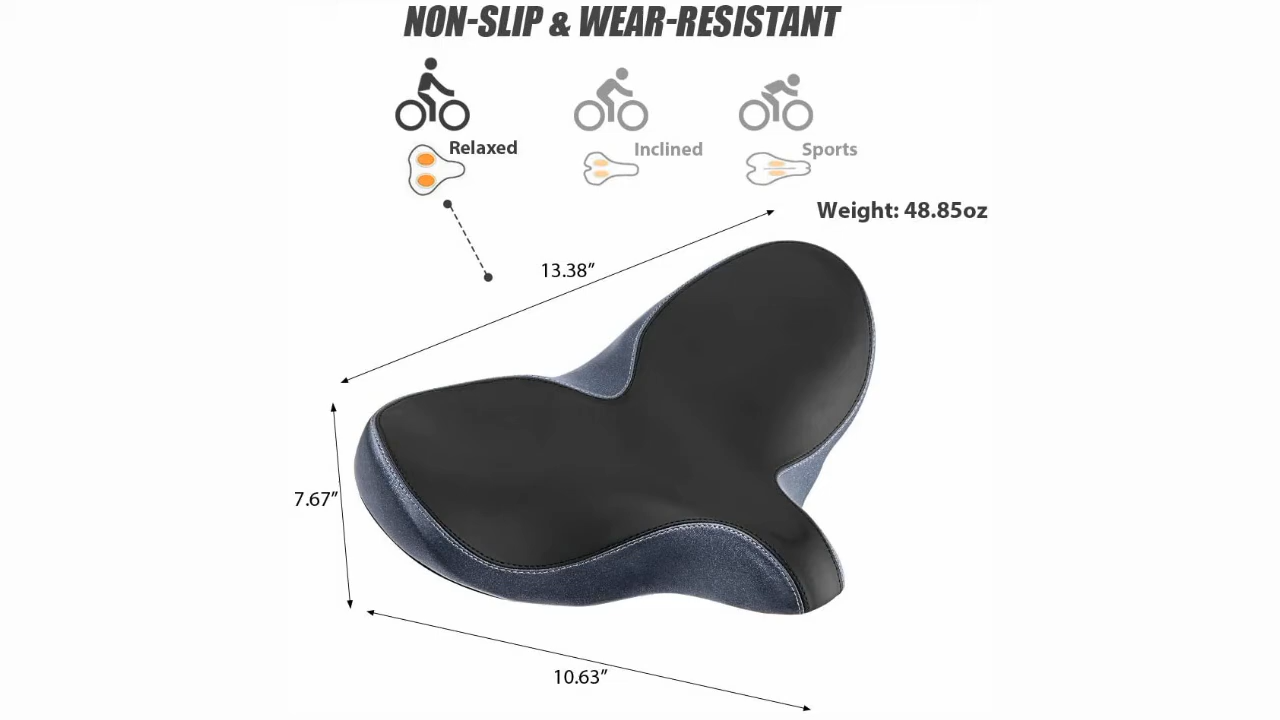 NON-SLIP & WEAR-RESISTANT
Relaxed
Inclined
Sports
Weight: 48.85oz
13.38”
7.67”
10.63”